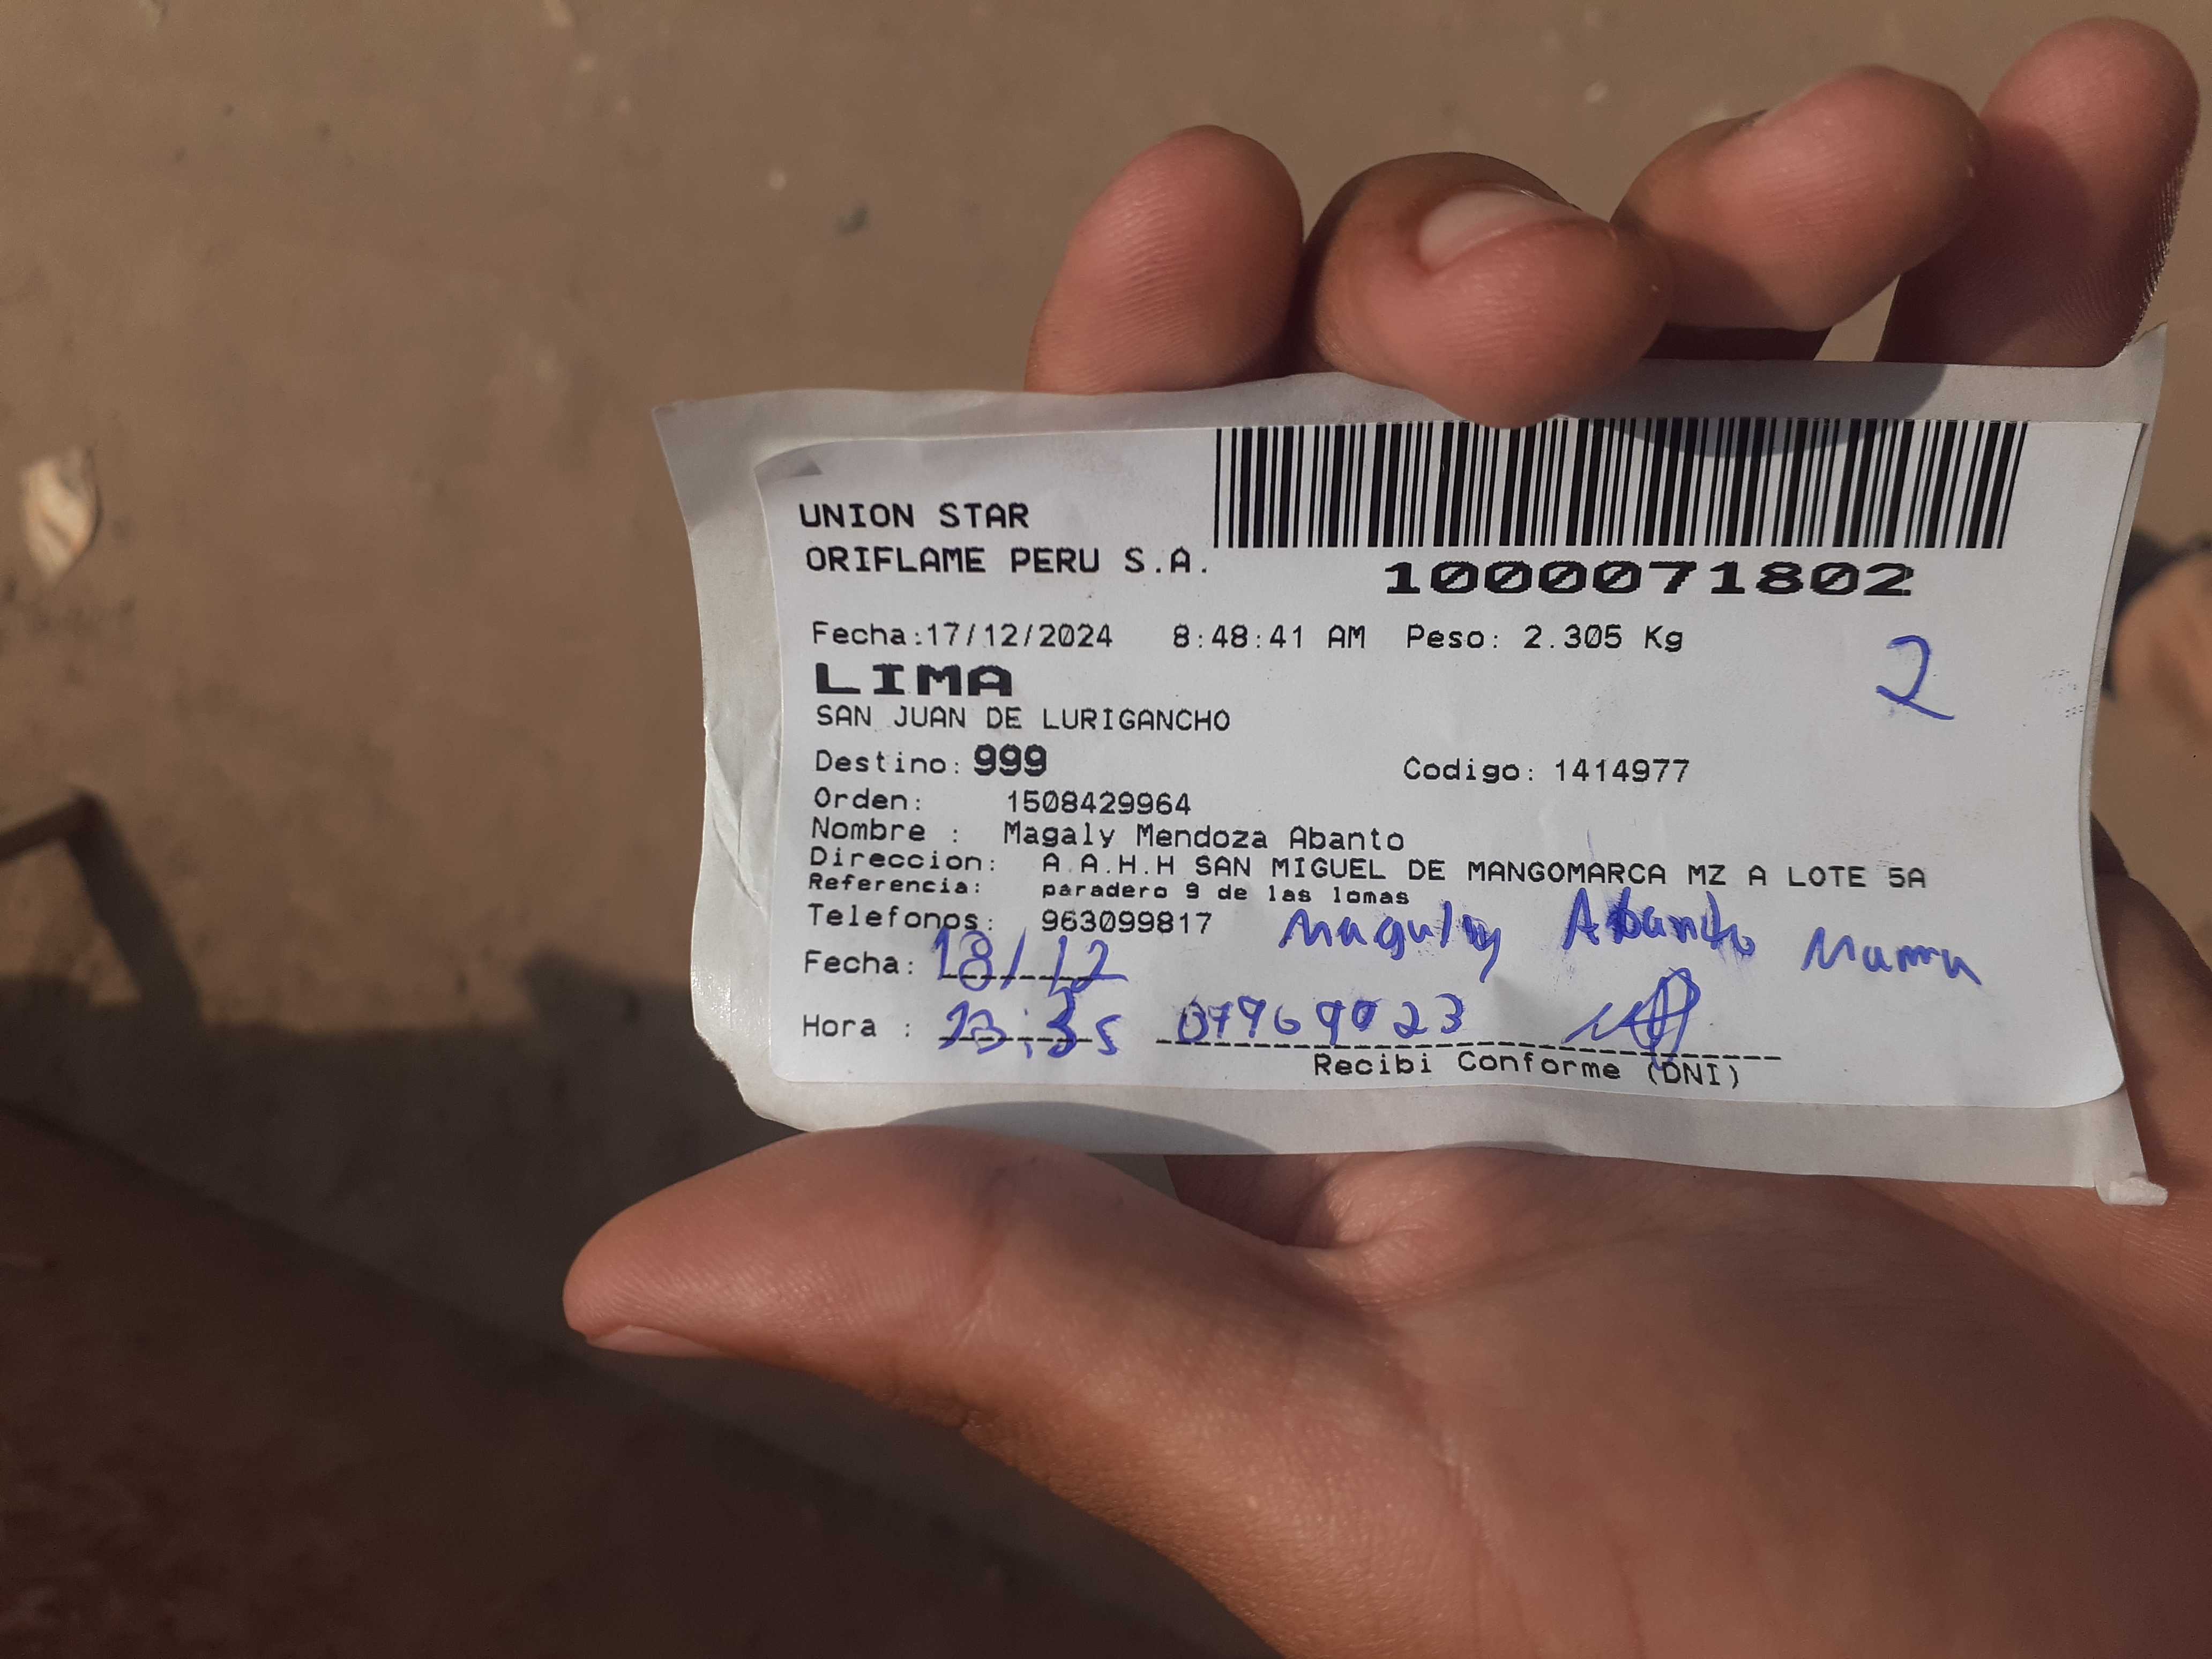 UNION STAR
ORIFLAME PERU S.A.
1000071802
Fecha:17/12/2024 8:48:41 AM Peso: 2.305 Kg
2
LIMA
SAN JUAN DE LURIGANCHO
Destino: 999 Codigo: 1414977
Orden: 1508429964
Nombre : Magaly Mendoza Abanto
Direccion: A.A.H.H SAN MIGUEL DE MANGOMARCA MZ A LOTE 5A
Referencia: paradero 9 de las lomas
Telefonos: 963099817
Abanto Mama
Fecha: 18/12
Hora :
Recibi Conforme (DNI)